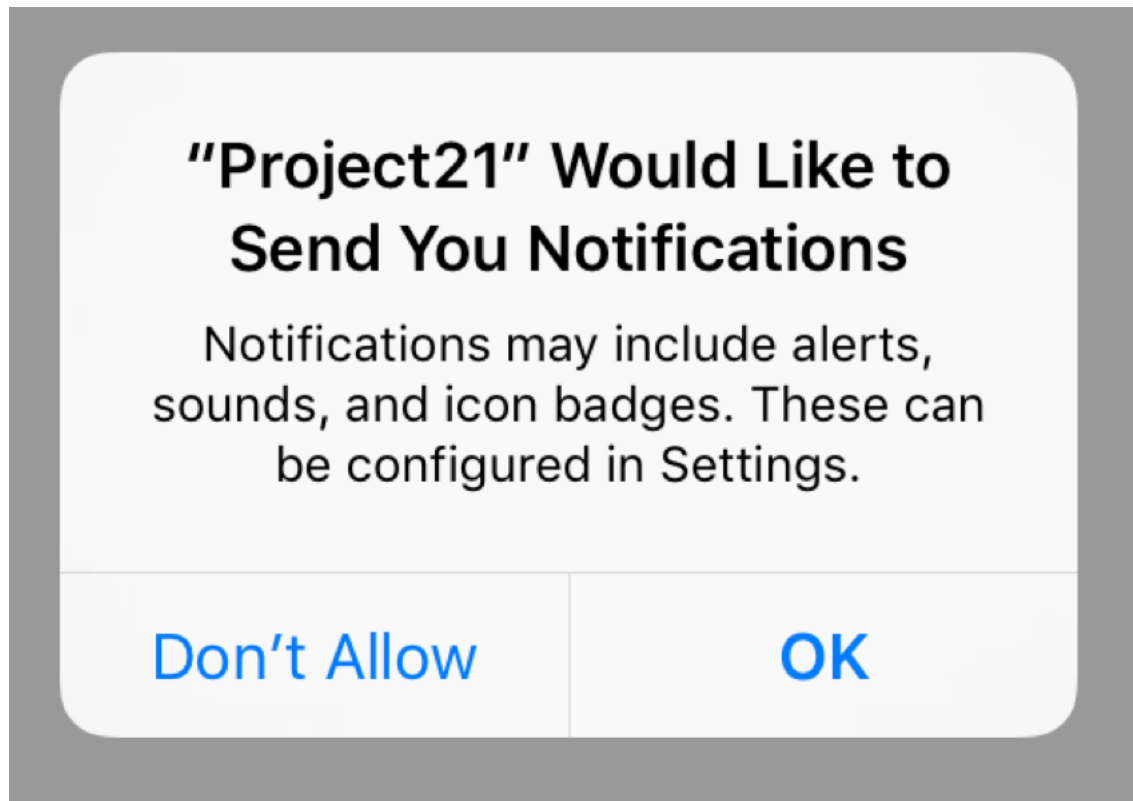 “Project21” Would Like to
Send You Notifications
Notifications may include alerts,
sounds, and icon badges. These can
be configured in Settings.
Don’t Allow
OK